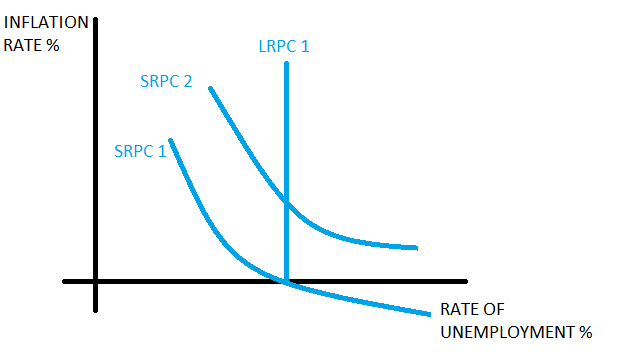 INFLATION
RATE %
LRPC 1
SRPC 2
SRPC 1
RATE OF
UNEMPLOYMENT %